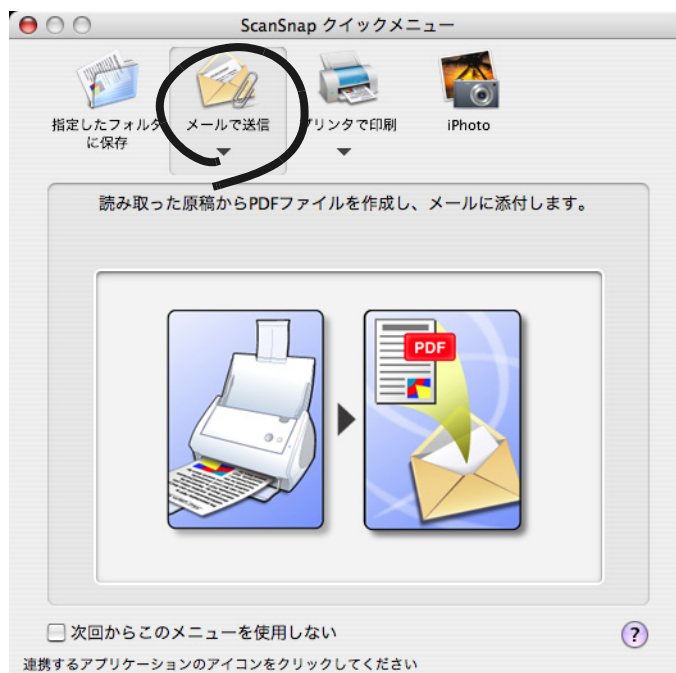 ScanSnap クイックメニュー
指定したフォルダ
に保存
メールで送信
リンタで印刷
iPhoto
読み取った原稿からPDFファイルを作成し、メールに添付します。
PDF
次回からこのメニューを使用しない
?
連携するアプリケーションのアイコンをクリックしてください